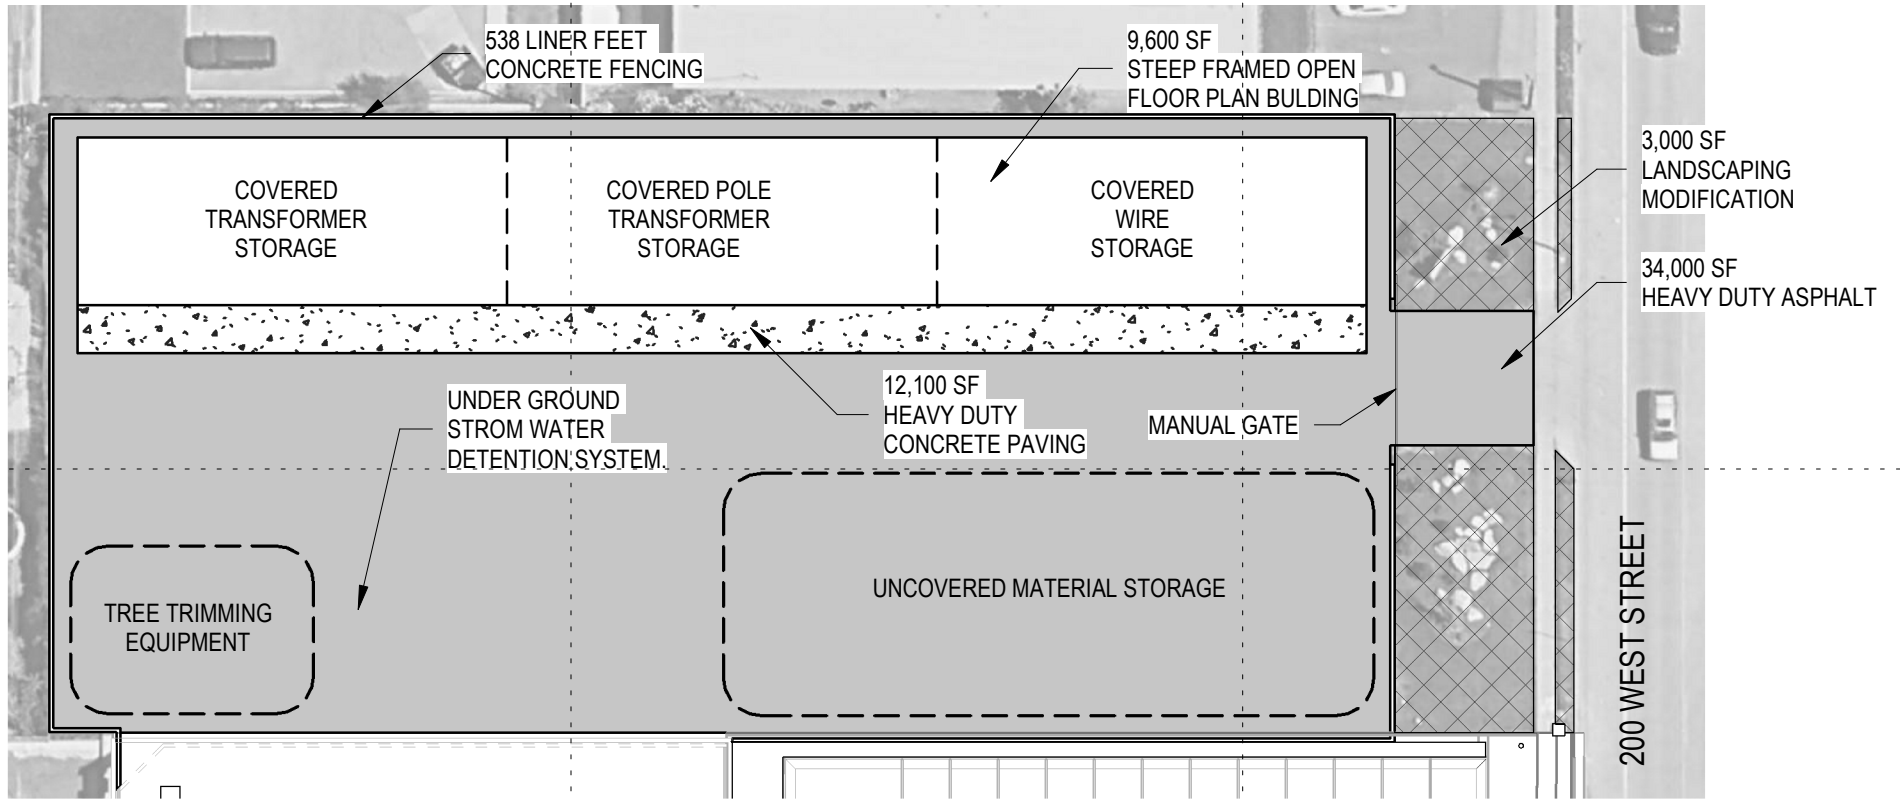 538 LINER FEET
CONCRETE FENCING
9,600 SF
STEEP FRAMED OPEN
FLOOR PLAN BULDING
3,000 SF
LANDSCAPING
MODIFICATION
COVERED
TRANSFORMER
STORAGE
COVERED POLE
TRANSFORMER
STORAGE
COVERED
WIRE
STORAGE
34,000 SF
HEAVY DUTY ASPHALT
UNDER GROUND
STROM WATER
DETENTION SYSTEM.
12,100 SF
HEAVY DUTY
CONCRETE PAVING
MANUAL GATE
TREE TRIMMING
EQUIPMENT
UNCOVERED MATERIAL STORAGE
200 WEST STREET